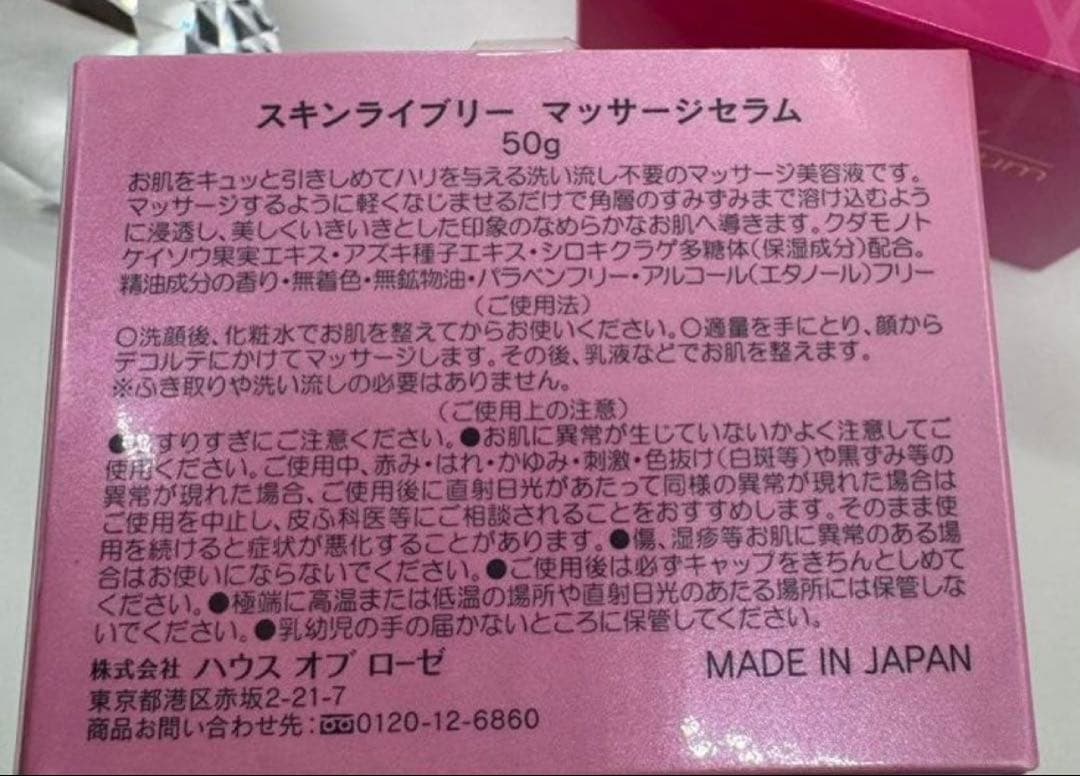 スキンライブリー マッサージセラム
50g
お肌をキュッと引きしめてハリを与える洗い流し不要のマッサージ美容液です。
マッサージするように軽くなじませるだけで角層のすみずみまで溶け込むよう
に浸透し、美しくいきいきとした印象のなめらかなお肌へ導きます。クダモノト
ケイソウ果実エキス・アズキ種子エキス・シロキクラゲ多糖体(保湿成分)配合。
精油成分の香り・無着色・無鉱物油・パラベンフリー・アルコール(エタノール)フリー
(ご使用法)
○洗顔後、化粧水でお肌を整えてからお使いください。○適量を手にとり、顔から
デコルテにかけてマッサージします。その後、乳液などでお肌を整えます。
※ふき取りや洗い流しの必要はありません。
(ご使用上の注意)
●すりすぎにご注意ください。●お肌に異常が生じていないかよく注意してご
使用ください。ご使用中、赤み・はれ・かゆみ・刺激・色抜け(白斑等)や黒ずみ等の
異常が現れた場合、ご使用後に直射日光があたって同様の異常が現れた場合は
ご使用を中止し、皮ふ科医等にご相談されることをおすすめします。そのまま使
用を続けると症状が悪化することがあります。●傷、湿疹等お肌に異常のある場
合はお使いにならないでください。●ご使用後は必ずキャップをきちんとしめて
ください。●極端に高温または低温の場所や直射日光のあたる場所には保管しな
いでください。●乳幼児の手の届かないところに保管してください。
株式会社 ハウス オブ ローゼ
MADE IN JAPAN
東京都港区赤坂2-21-7
商品お問い合わせ先:0120-12-6860